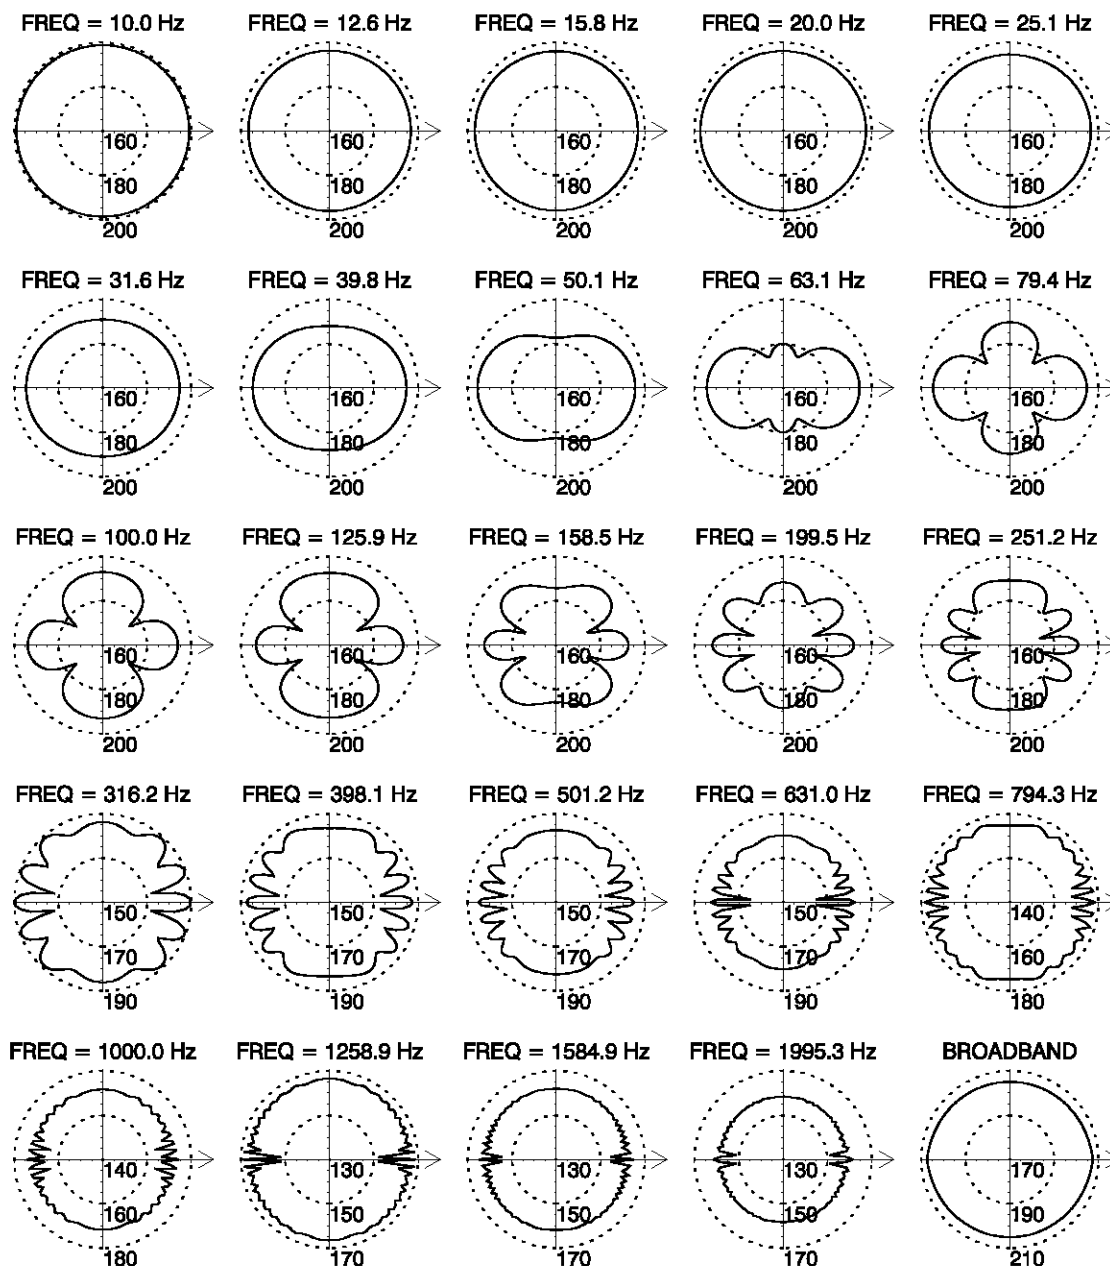 FREQ = 10.0 Hz FREQ = 12.6 Hz FREQ = 15.8 Hz FREQ = 20.0 Hz FREQ = 25.1 Hz
160 160 160 160 160
180 180 180 180 180
200 200 200 200 200
FREQ = 31.6 Hz FREQ = 39.8 Hz FREQ = 50.1 Hz FREQ = 63.1 Hz FREQ = 79.4 Hz
160 160 160 160 160
180 180 180 180 180
200 200 200 200 200
FREQ = 100.0 Hz FREQ = 125.9 Hz FREQ = 158.5 Hz FREQ = 199.5 Hz FREQ = 251.2 Hz
160 160 160 160 160
180 180 180 180 180
200 200 200 200 200
FREQ = 316.2 Hz FREQ = 398.1 Hz FREQ = 501.2 Hz FREQ = 631.0 Hz FREQ = 794.3 Hz
150 150 150 150 140
170 170 170 170 160
190 190 190 190 180
FREQ = 1000.0 Hz FREQ = 1258.9 Hz FREQ = 1584.9 Hz FREQ = 1995.3 Hz BROADBAND
140 130 130 130 170
160 150 150 150 190
180 170 170 170 210